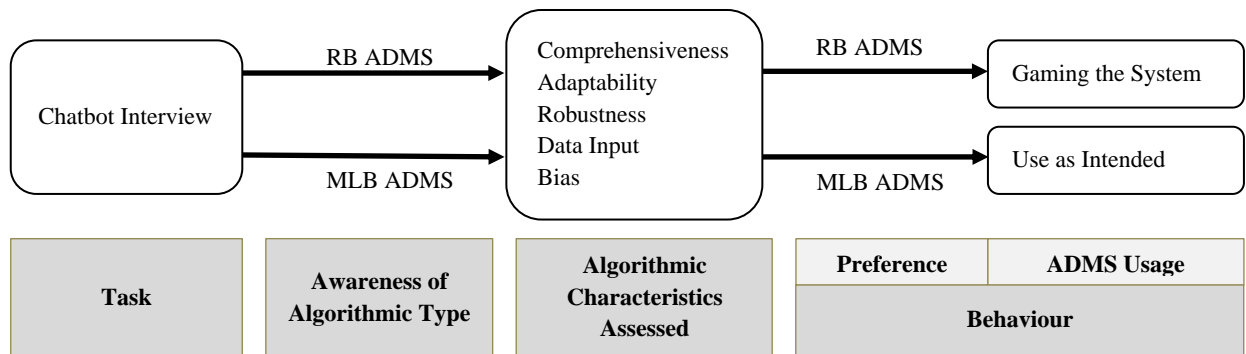 Chatbot Interview
RB ADMS
MLB ADMS
Comprehensiveness
Adaptability
Robustness
Data Input
Bias
RB ADMS
MLB ADMS
Gaming the System
Use as Intended
Task
Awareness of
Algorithmic Type
Algorithmic
Characteristics
Assessed
Preference
ADMS Usage
Behaviour